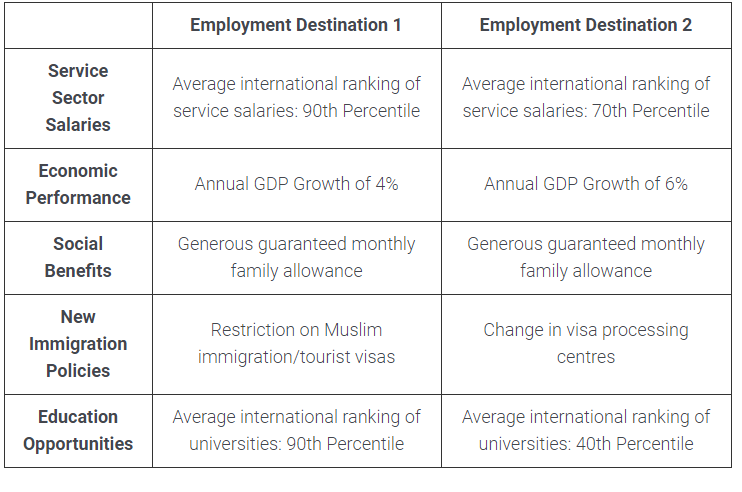 Employment Destination 1
Employment Destination 2
Service
Sector
Salaries
Average international ranking of
service salaries: 90th Percentile
Average international ranking of
service salaries: 70th Percentile
Economic
Performance
Annual GDP Growth of 4%
Annual GDP Growth of 6%
Social
Benefits
Generous guaranteed monthly
family allowance
Generous guaranteed monthly
family allowance
New
Immigration
Policies
Restriction on Muslim
immigration/tourist visas
Change in visa processing
centres
Education
Opportunities
Average international ranking of
universities: 90th Percentile
Average international ranking of
universities: 40th Percentile